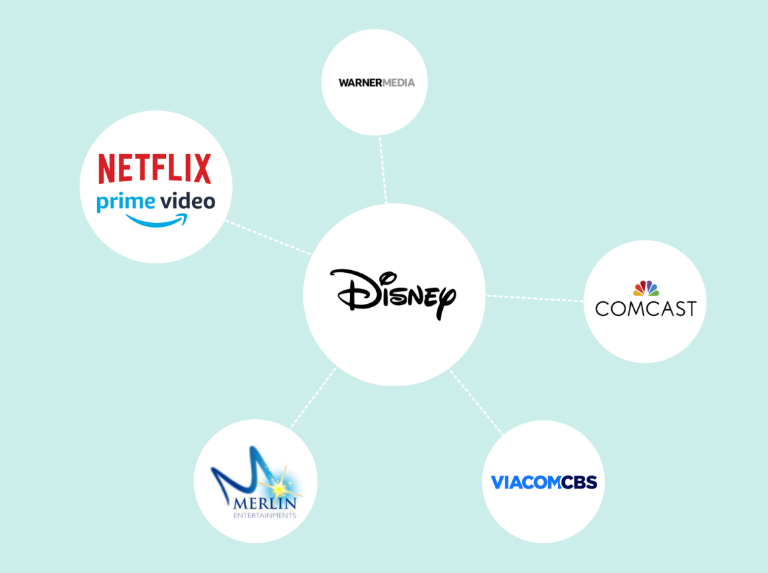 WARNERMEDIA
NETFLIX
prime video
DISNEY
COMCAST
MERLIN
ENTERTAINMENTS
VIACOMCBS